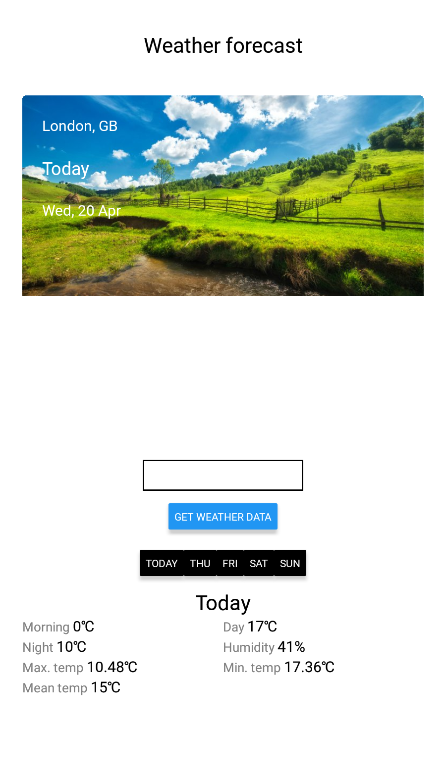 Weather forecast
London, GB
Today
Wed, 20 Apr
GET WEATHER DATA
TODAY THU FRI SAT SUN
Today
Morning 0℃ Day 17℃
Night 10℃ Humidity 41%
Max. temp 10.48℃ Min. temp 17.36℃
Mean temp 15℃